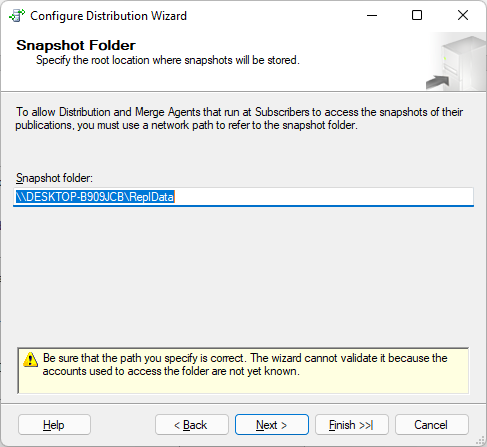 Configure Distribution Wizard
Snapshot Folder
Specify the root location where snapshots will be stored.
To allow Distribution and Merge Agents that run at Subscribers to access the snapshots of their
publications, you must use a network path to refer to the snapshot folder.
Snapshot folder:
\\DESKTOP-B909JCB\ReplData
Be sure that the path you specify is correct. The wizard cannot validate it because the
accounts used to access the folder are not yet known.
Help
< Back
Next >
Finish >>|
Cancel